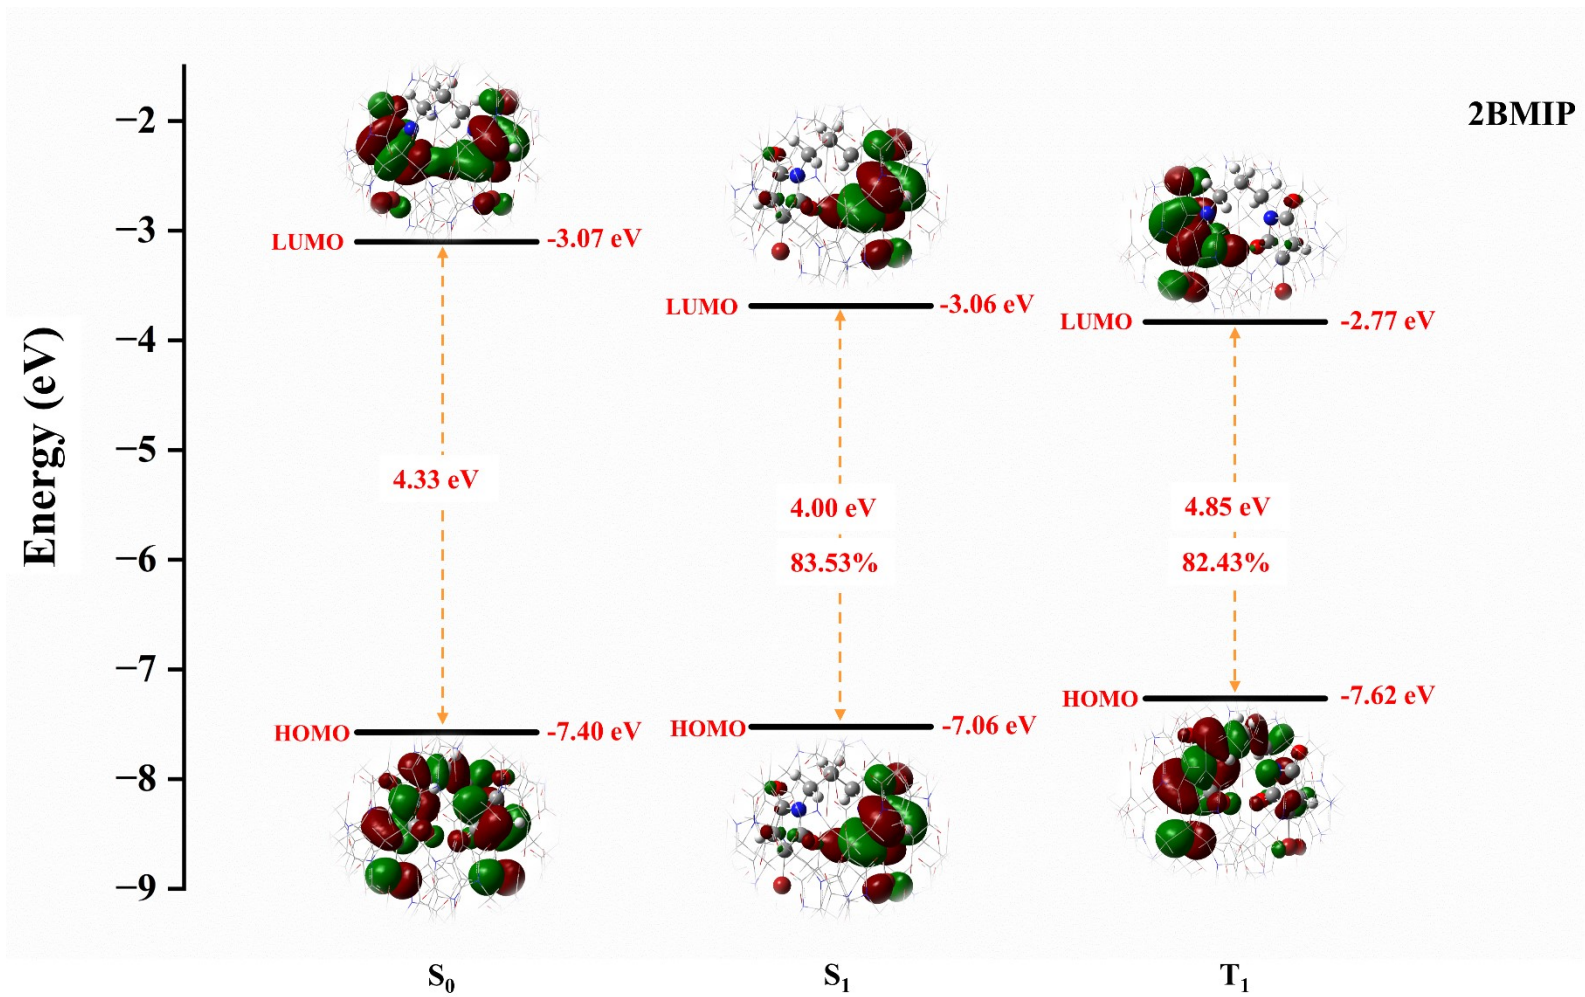 2BMIP
Energy (eV)
−2
−3
−4
−5
−6
−7
−8
−9
LUMO
-3.07 eV
4.33 eV
HOMO
-7.40 eV
S₀
LUMO
-3.06 eV
4.00 eV
83.53%
HOMO
-7.06 eV
S₁
LUMO
-2.77 eV
4.85 eV
82.43%
HOMO
-7.62 eV
T₁